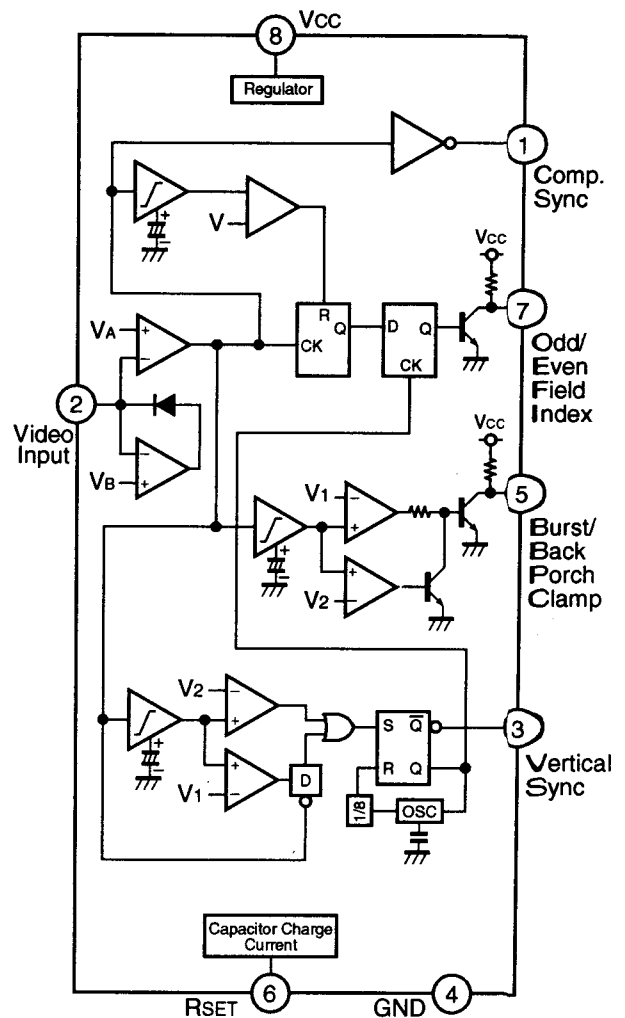 8 VCC
Regulator
1
Comp.
Sync
+
−
V
VCC
7
Odd/
Even
Field
Index
R
Q
CK
D Q
CK
VA
+
−
2
Video
Input
−
VB
+
VCC
5
Burst/
Back
Porch
Clamp
V1
−
+
+
−
+
V2
−
V2
−
+
S Q̅
R Q
3
Vertical
Sync
+
−
+
V1
−
D
1/8
OSC
Capacitor Charge
Current
RSET
6
GND
4